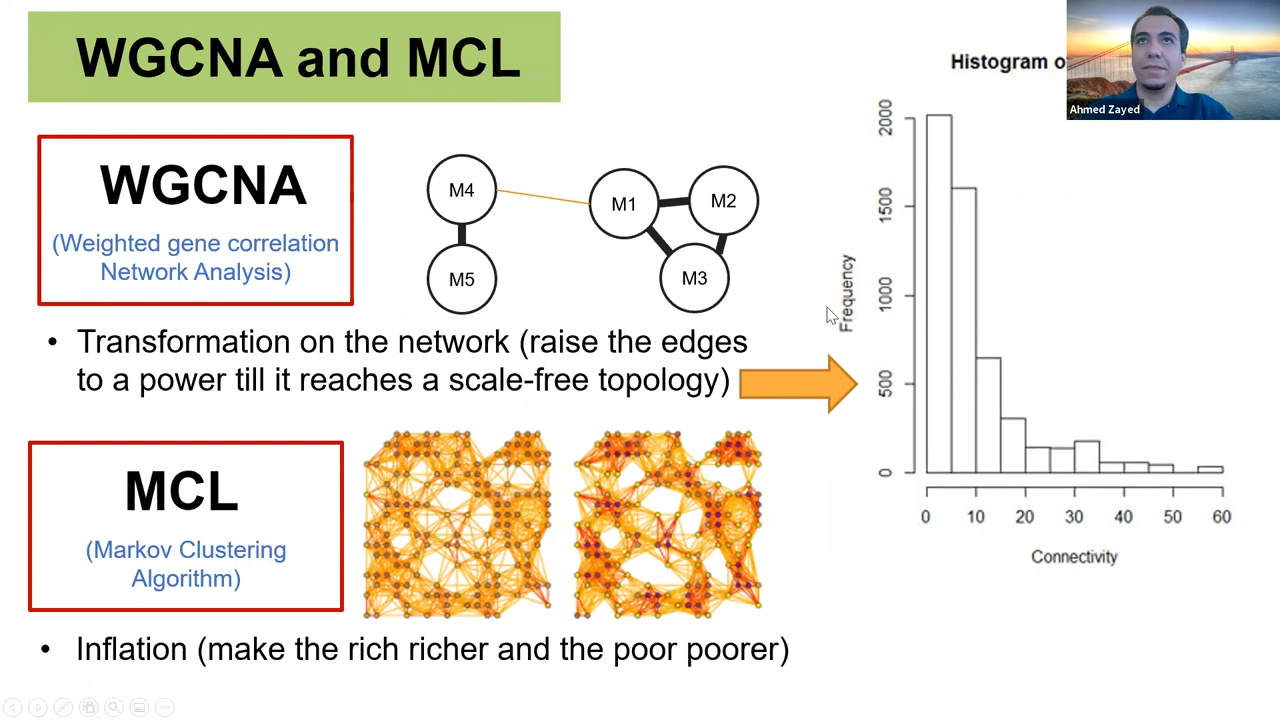 WGCNA and MCL
WGCNA
(Weighted gene correlation
Network Analysis)
M4
M1
M2
M5
M3
• Transformation on the network (raise the edges
to a power till it reaches a scale-free topology)
MCL
(Markov Clustering
Algorithm)
• Inflation (make the rich richer and the poor poorer)
Histogram o
Ahmed Zayed
Frequency
2000
1500
1000
500
0
0 10 20 30 40 50 60
Connectivity